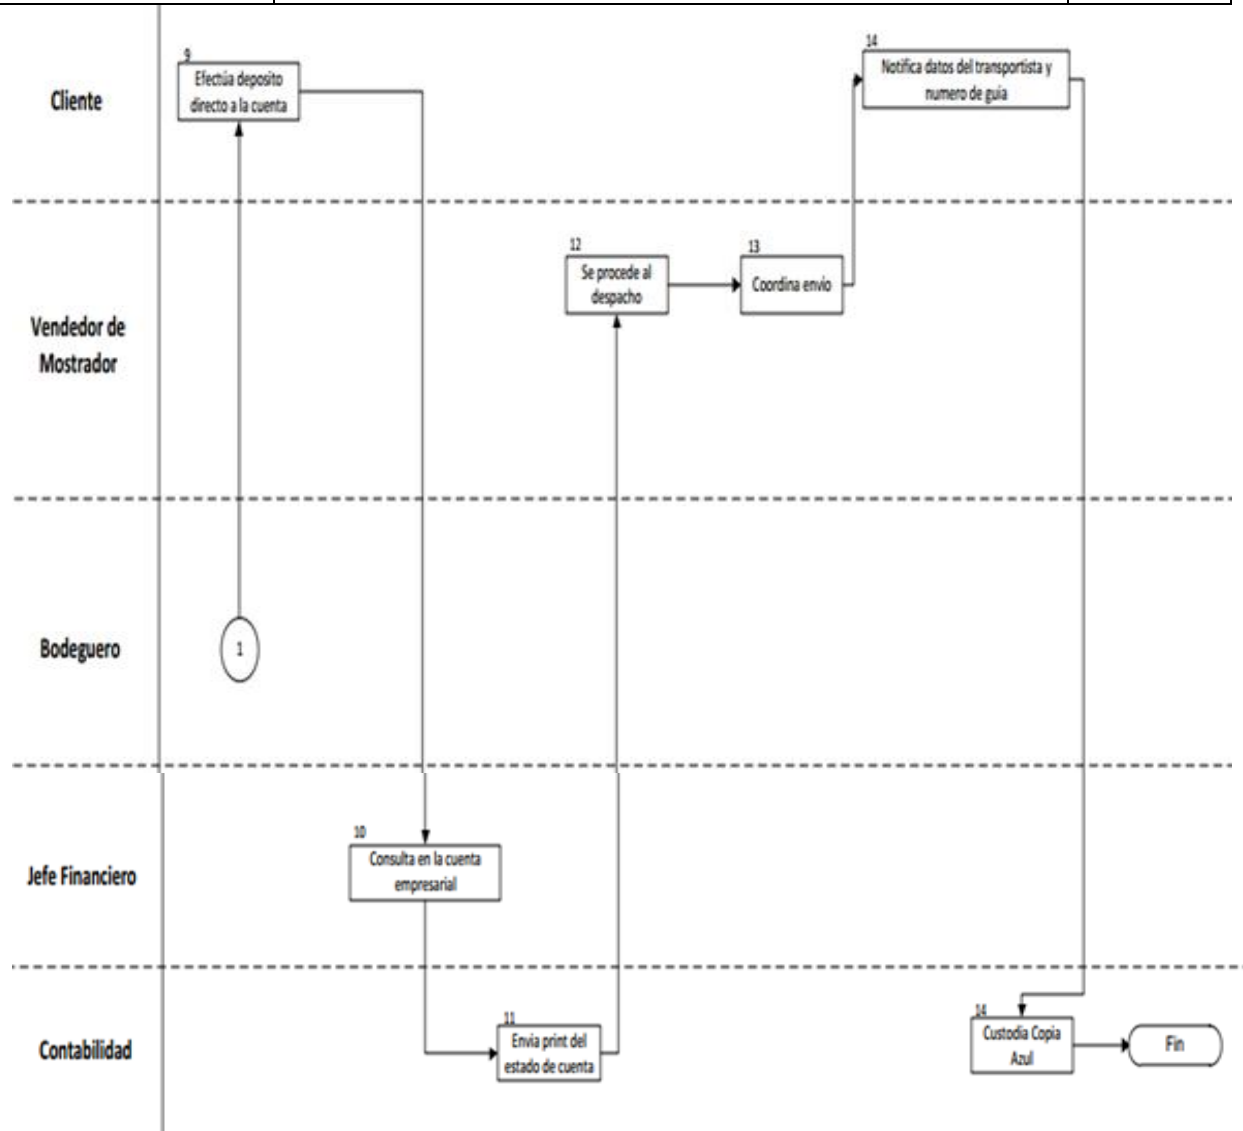 Cliente
9
Efectúa deposito
directo a la cuenta
14
Notifica datos del transportista y
numero de guia
Vendedor de
Mostrador
12
Se procede al
despacho
13
Coordina envio
Bodeguero
1
Jefe Financiero
10
Consulta en la cuenta
empresarial
Contabilidad
11
Envia print del
estado de cuenta
14
Custodia Copia
Azul
Fin